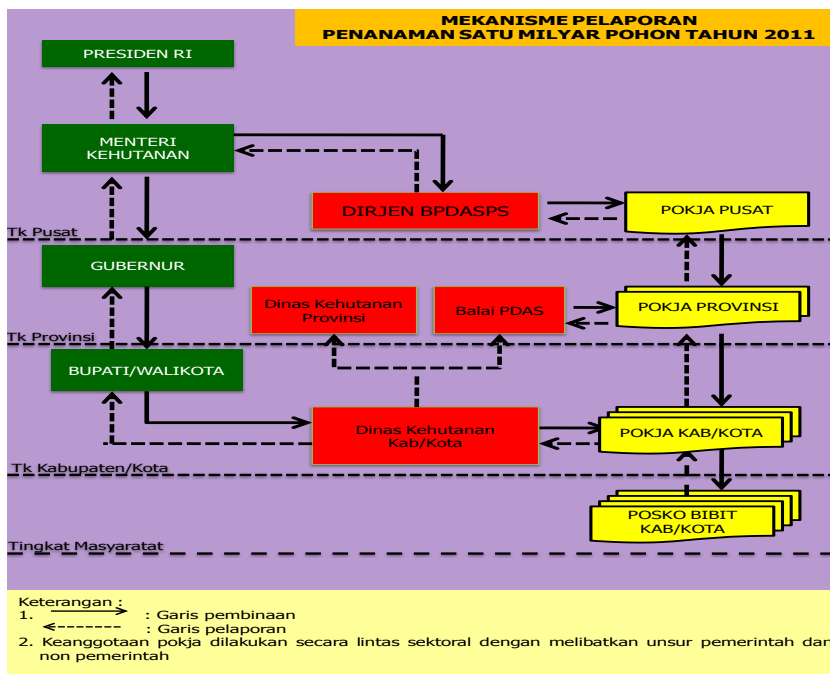 MEKANISME PELAPORAN
PENANAMAN SATU MILYAR POHON TAHUN 2011
PRESIDEN RI
MENTERI
KEHUTANAN
DIRJEN BPDASPS
POKJA PUSAT
Tk Pusat
GUBERNUR
Dinas Kehutanan
Provinsi
Balai PDAS
POKJA PROVINSI
Tk Provinsi
BUPATI/WALIKOTA
Dinas Kehutanan
Kab/Kota
POKJA KAB/KOTA
Tk Kabupaten/Kota
POSKO BIBIT
KAB/KOTA
Tingkat Masyaratat
Keterangan :
1. : Garis pembinaan
: Garis pelaporan
2. Keanggotaan pokja dilakukan secara lintas sektoral dengan melibatkan unsur pemerintah dan
non pemerintah